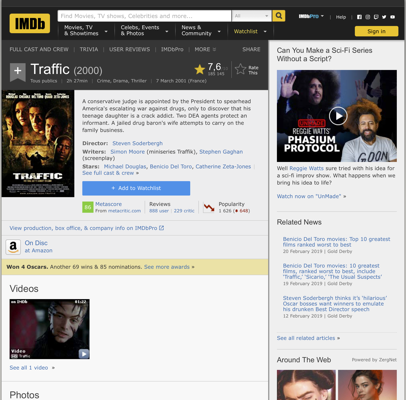 IMDb
Find Movies, TV shows, Celebrities and more...
All
Movies, TV
& Showtimes
Celebs, Events
& Photos
News &
Community
Watchlist
IMDbPro
Help
Sign in
FULL CAST AND CREW | TRIVIA | USER REVIEWS | IMDbPro | MORE
SHARE
Traffic (2000)
7,6
Rate
This
Tous publics | 2h 27min | Crime, Drama, Thriller | 7 March 2001 (France)
TRAFFIC
A conservative judge is appointed by the President to spearhead
America's escalating war against drugs, only to discover that his
teenage daughter is a crack addict. Two DEA agents protect an
informant. A jailed drug baron's wife attempts to carry on the
family business.
Director: Steven Soderbergh
Writers: Simon Moore (miniseries Traffik), Stephen Gaghan
(screenplay)
Stars: Michael Douglas, Benicio Del Toro, Catherine Zeta-Jones |
See full cast & crew »
+ Add to Watchlist
86
Metascore
From metacritic.com
Reviews
988 user | 229 critic
Popularity
2 626 (648)
View production, box office, & company info on IMDbPro
a
On Disc
at Amazon
Won 4 Oscars. Another 69 wins & 85 nominations. See more awards »
Videos
01:22
Video
Traffic
See all 1 video »
Photos
Can You Make a Sci-Fi Series
Without a Script?
REGGIE WATTS'
PHASIUM
PROTOCOL
Well Reggie Watts sure tried with his idea for
a sci-fi improv show. What happens when
we bring his idea to life?
Watch now on "UnMade" »
Related News
Benicio Del Toro movies: Top 10 greatest
films ranked worst to best
20 February 2019 | Gold Derby
Benicio Del Toro movies: 10 greatest
films, ranked worst to best, include
'Traffic,' 'Sicario,' 'The Usual Suspects'
19 February 2019 | Gold Derby
Steven Soderbergh thinks it's 'hilarious'
Oscar bosses want winners to emulate
his drunken Best Director speech
12 February 2019 | Gold Derby
See all related articles »
Around The Web
Powered by ZergNet